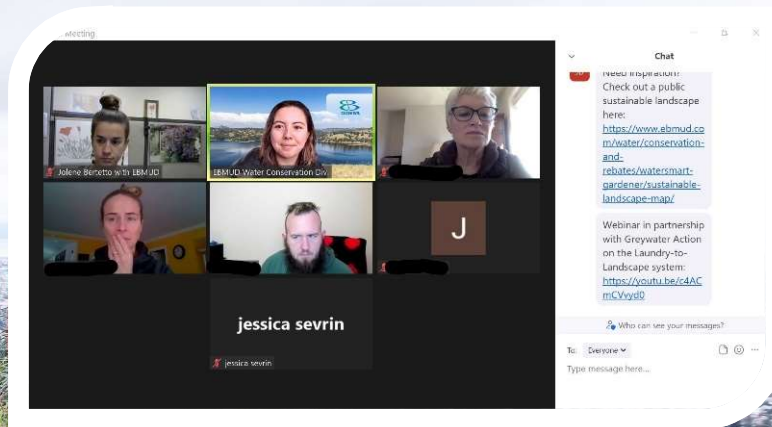 Meeting
Jolene Bertetto with EBMUD
EBMUD Water Conservation Div
J
jessica sevrin
jessica sevrin
Chat
Need inspiration?
Check out a public
sustainable landscape
here:
https://www.ebmud.co
m/water/conservation-
and-
rebates/watersmart-
gardener/sustainable-
landscape-map/
Webinar in partnership
with Greywater Action
on the Laundry-to-
Landscape system:
https://youtu.be/c4AC
mCVvyd0
Who can see your messages?
To: Everyone
Type message here...